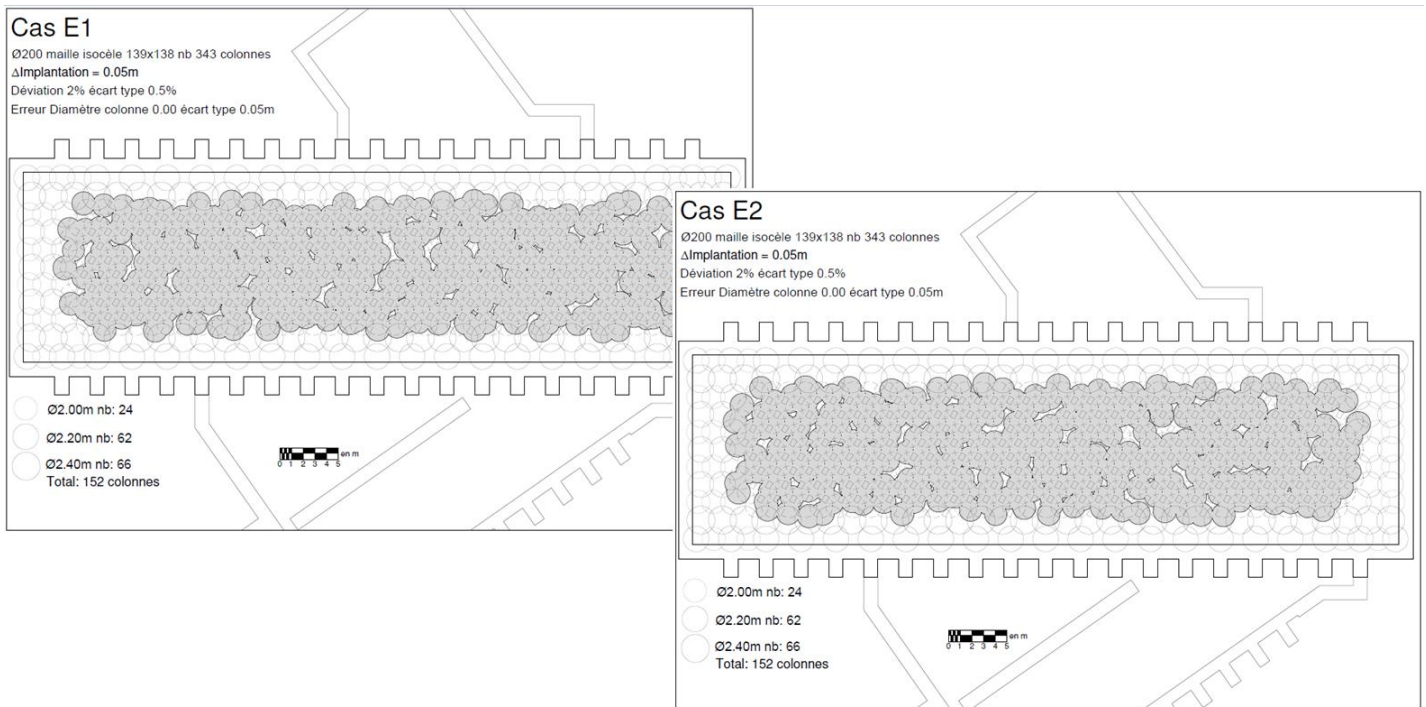 Cas E1
Ø200 maille isocèle 139x138 nb 343 colonnes
ΔImplantation = 0.05m
Déviation 2% écart type 0.5%
Erreur Diamètre colonne 0.00 écart type 0.05m
Ø2.00m nb: 24
Ø2.20m nb: 62
Ø2.40m nb: 66
Total: 152 colonnes
en m
0 1 2 3 4 5
Cas E2
Ø200 maille isocèle 139x138 nb 343 colonnes
ΔImplantation = 0.05m
Déviation 2% écart type 0.5%
Erreur Diamètre colonne 0.00 écart type 0.05m
Ø2.00m nb: 24
Ø2.20m nb: 62
Ø2.40m nb: 66
Total: 152 colonnes
en m
0 1 2 3 4 5